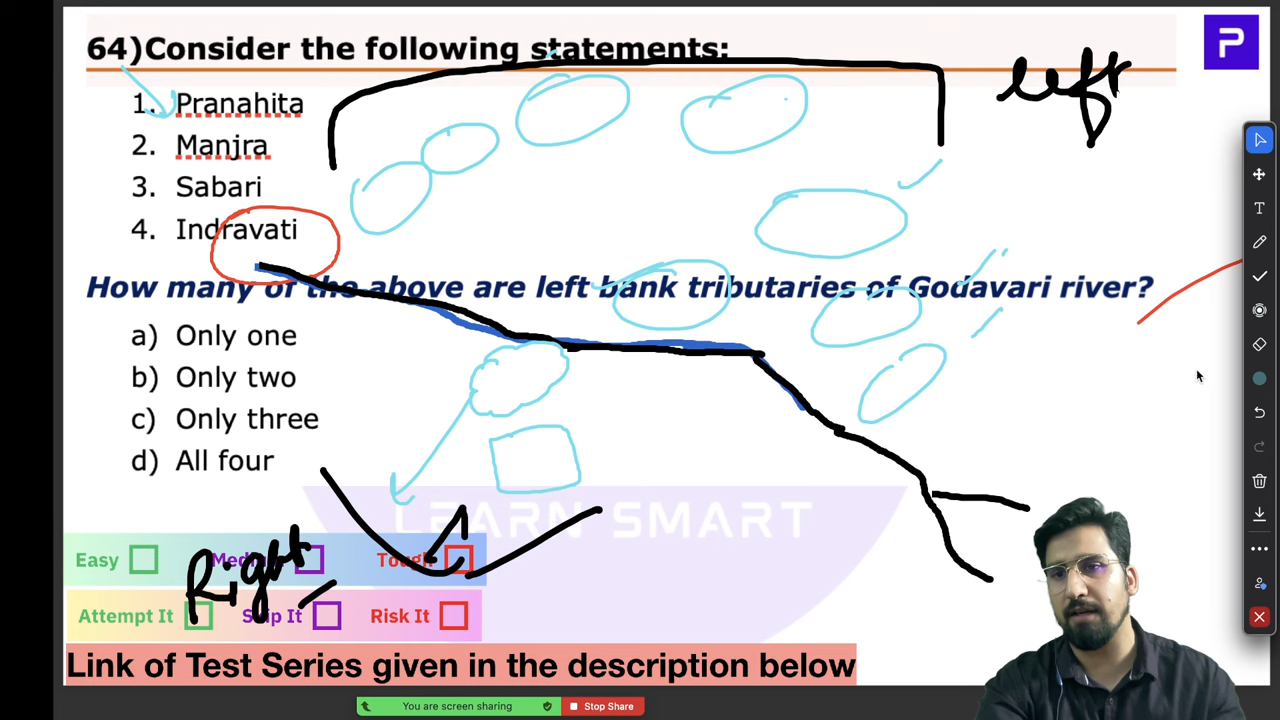 64)Consider the following statements:
P
left
1. Pranahita
2. Manjra
3. Sabari
4. Indravati
How many of the above are left bank tributaries of Godavari river?
a) Only one
b) Only two
c) Only three
d) All four
LEARN SMART
Easy Medium Tough
Right
Attempt It Skip It Risk It
Link of Test Series given in the description below
You are screen sharing Stop Share